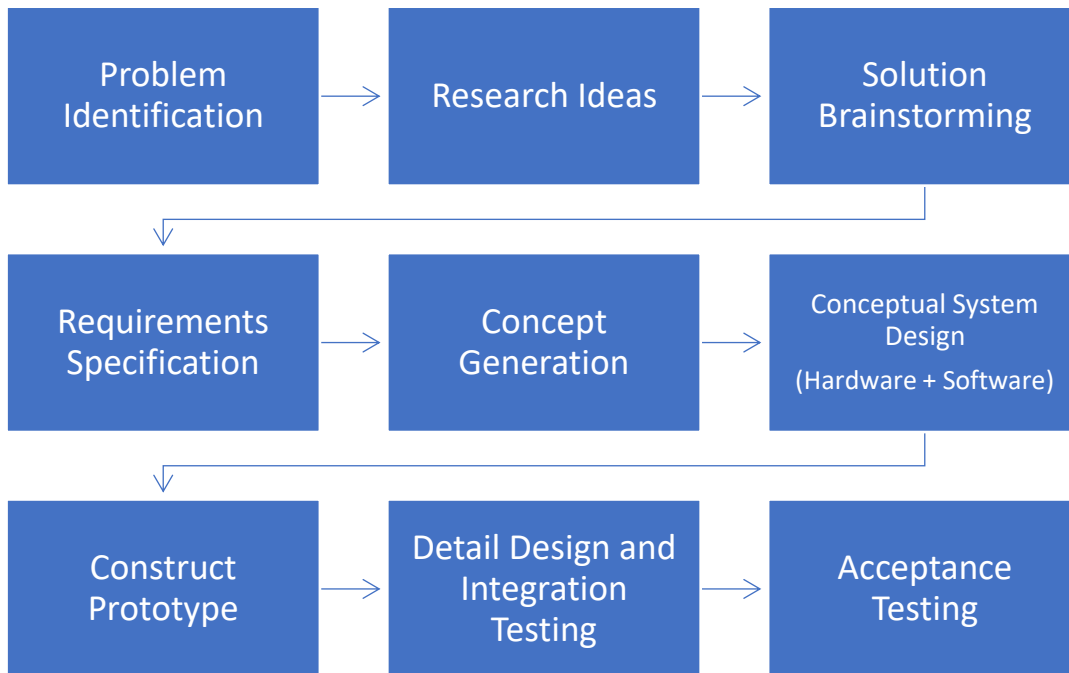 Problem
Identification
Research Ideas
Solution
Brainstorming
Requirements
Specification
Concept
Generation
Conceptual System
Design
(Hardware + Software)
Construct
Prototype
Detail Design and
Integration
Testing
Acceptance
Testing